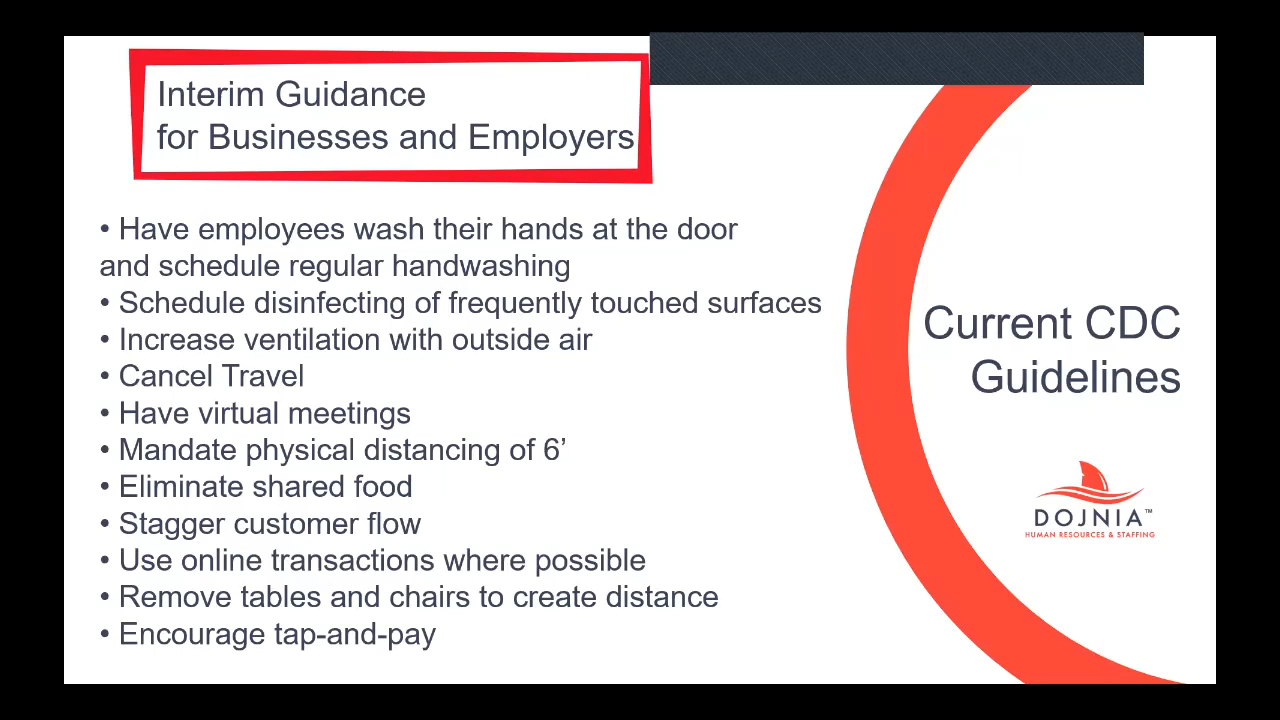 Interim Guidance
for Businesses and Employers
• Have employees wash their hands at the door
and schedule regular handwashing
• Schedule disinfecting of frequently touched surfaces
• Increase ventilation with outside air
• Cancel Travel
• Have virtual meetings
• Mandate physical distancing of 6’
• Eliminate shared food
• Stagger customer flow
• Use online transactions where possible
• Remove tables and chairs to create distance
• Encourage tap-and-pay
Current CDC
Guidelines
DOJNIA™
HUMAN RESOURCES & STAFFING